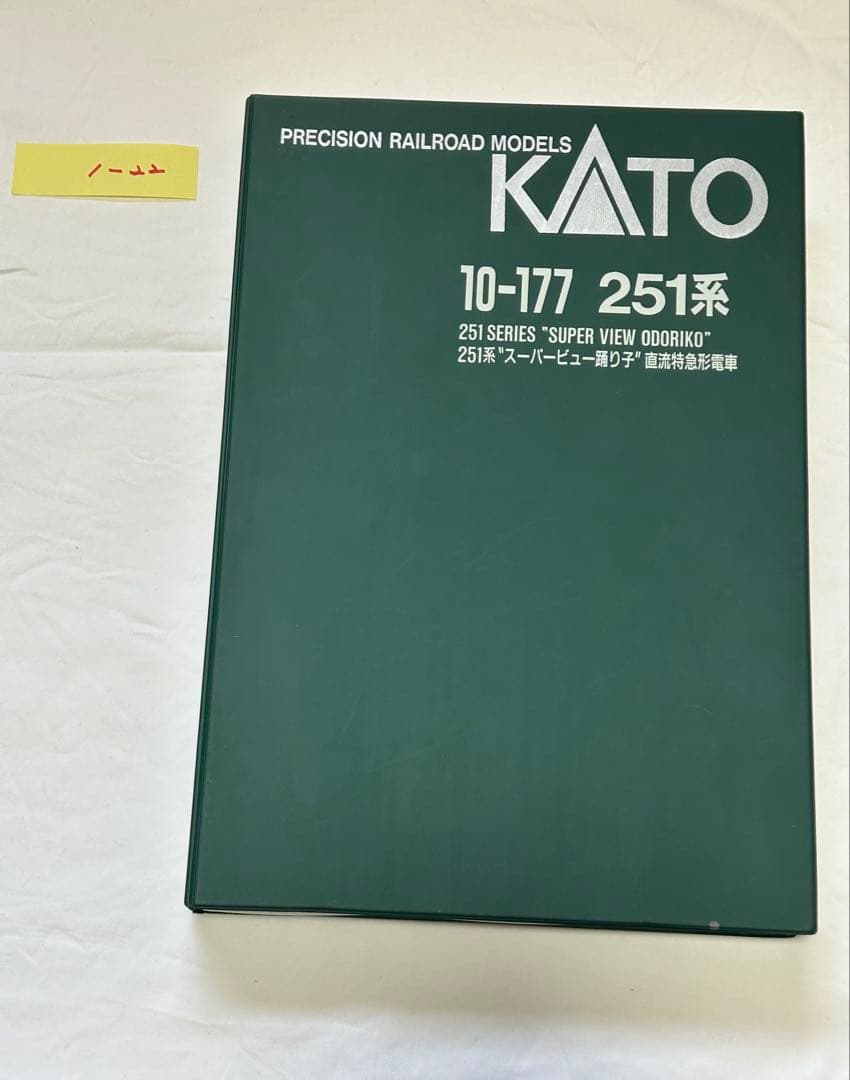 1-22
PRECISION RAILROAD MODELS
KATO
10-177 251系
251 SERIES "SUPER VIEW ODORIKO"
251系"スーパービュー踊り子" 直流特急形電車